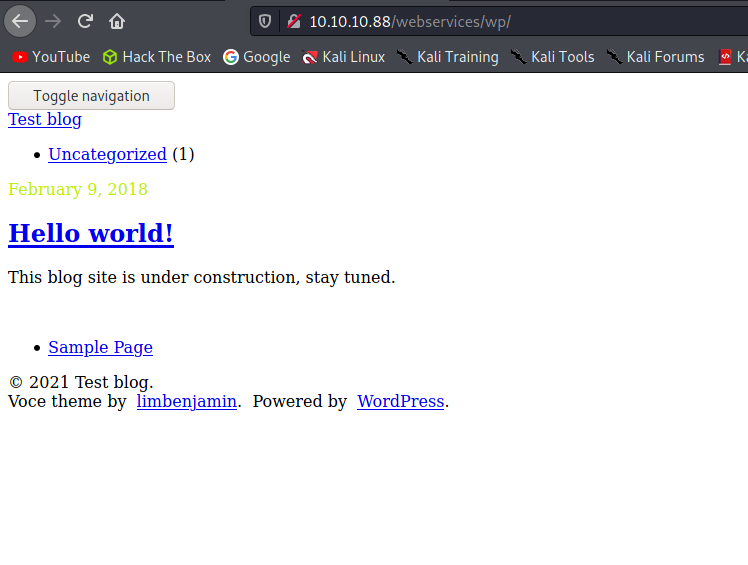 10.10.10.88/webservices/wp/
YouTube Hack The Box Google Kali Linux Kali Training Kali Tools Kali Forums
Toggle navigation
Test blog
Uncategorized (1)
February 9, 2018
Hello world!
This blog site is under construction, stay tuned.
Sample Page
© 2021 Test blog.
Voce theme by limbenjamin. Powered by WordPress.